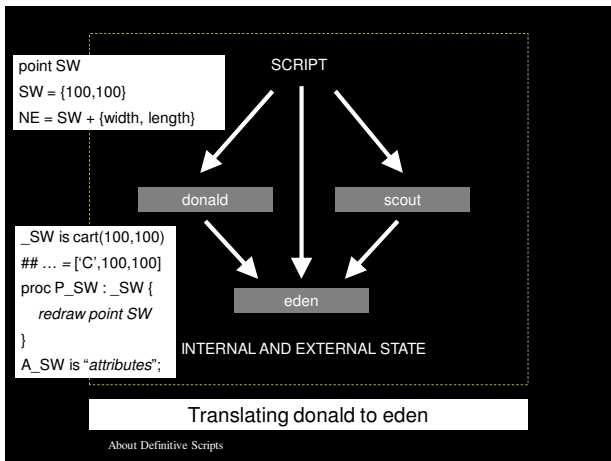 point SW
SW = {100,100}
NE = SW + {width, length}
SCRIPT
donald
scout
_SW is cart(100,100)
## … = [‘C’,100,100]
proc P_SW : _SW {
redraw point SW
}
A_SW is “attributes”;
eden
INTERNAL AND EXTERNAL STATE
Translating donald to eden
About Definitive Scripts